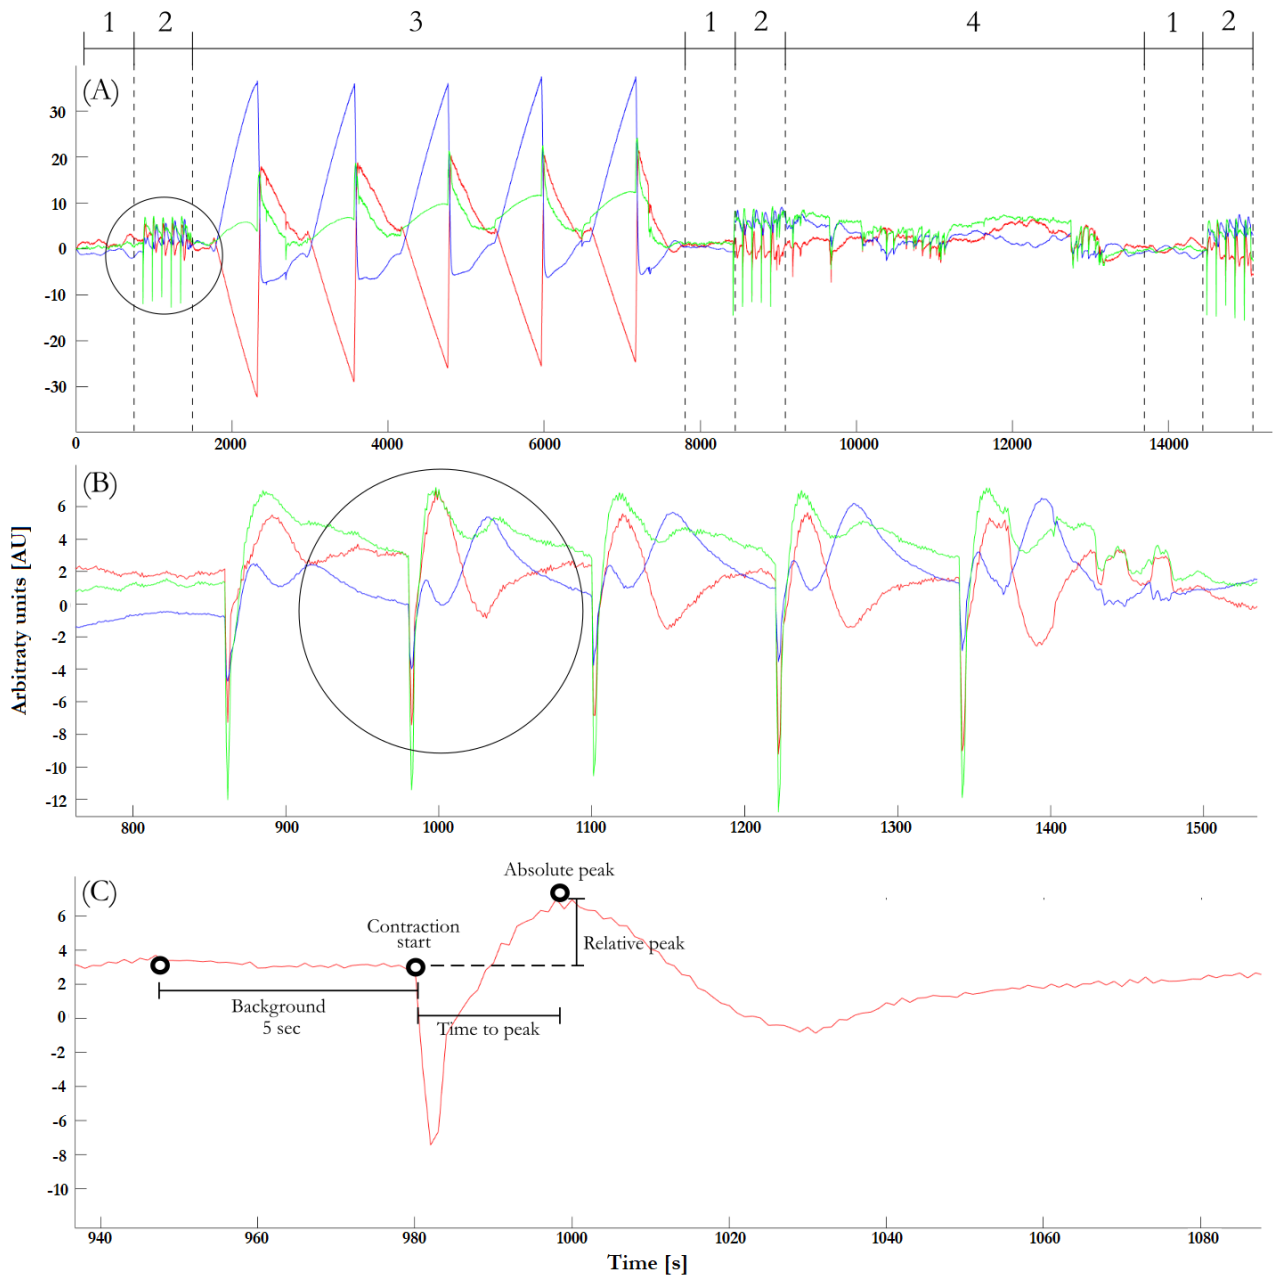 1 2 3 1 2 4 1 2
(A)
30
20
10
0
-10
-20
-30
0 2000 4000 6000 8000 10000 12000 14000
(B)
6
4
2
0
-2
-4
-6
-8
-10
-12
800 900 1000 1100 1200 1300 1400 1500
Arbitraty units [AU]
(C)
Absolute peak
Contraction
start
Relative peak
Background
5 sec
Time to peak
6
4
2
0
-2
-4
-6
-8
-10
940 960 980 1000 1020 1040 1060 1080
Time [s]